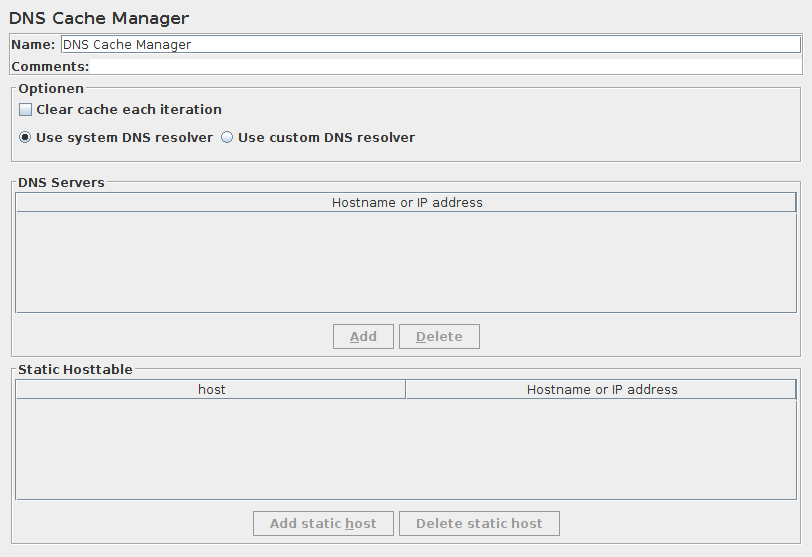 DNS Cache Manager
Name: DNS Cache Manager
Comments:
Optionen
Clear cache each iteration
Use system DNS resolver Use custom DNS resolver
DNS Servers
Hostname or IP address
Add Delete
Static Hosttable
host Hostname or IP address
Add static host Delete static host